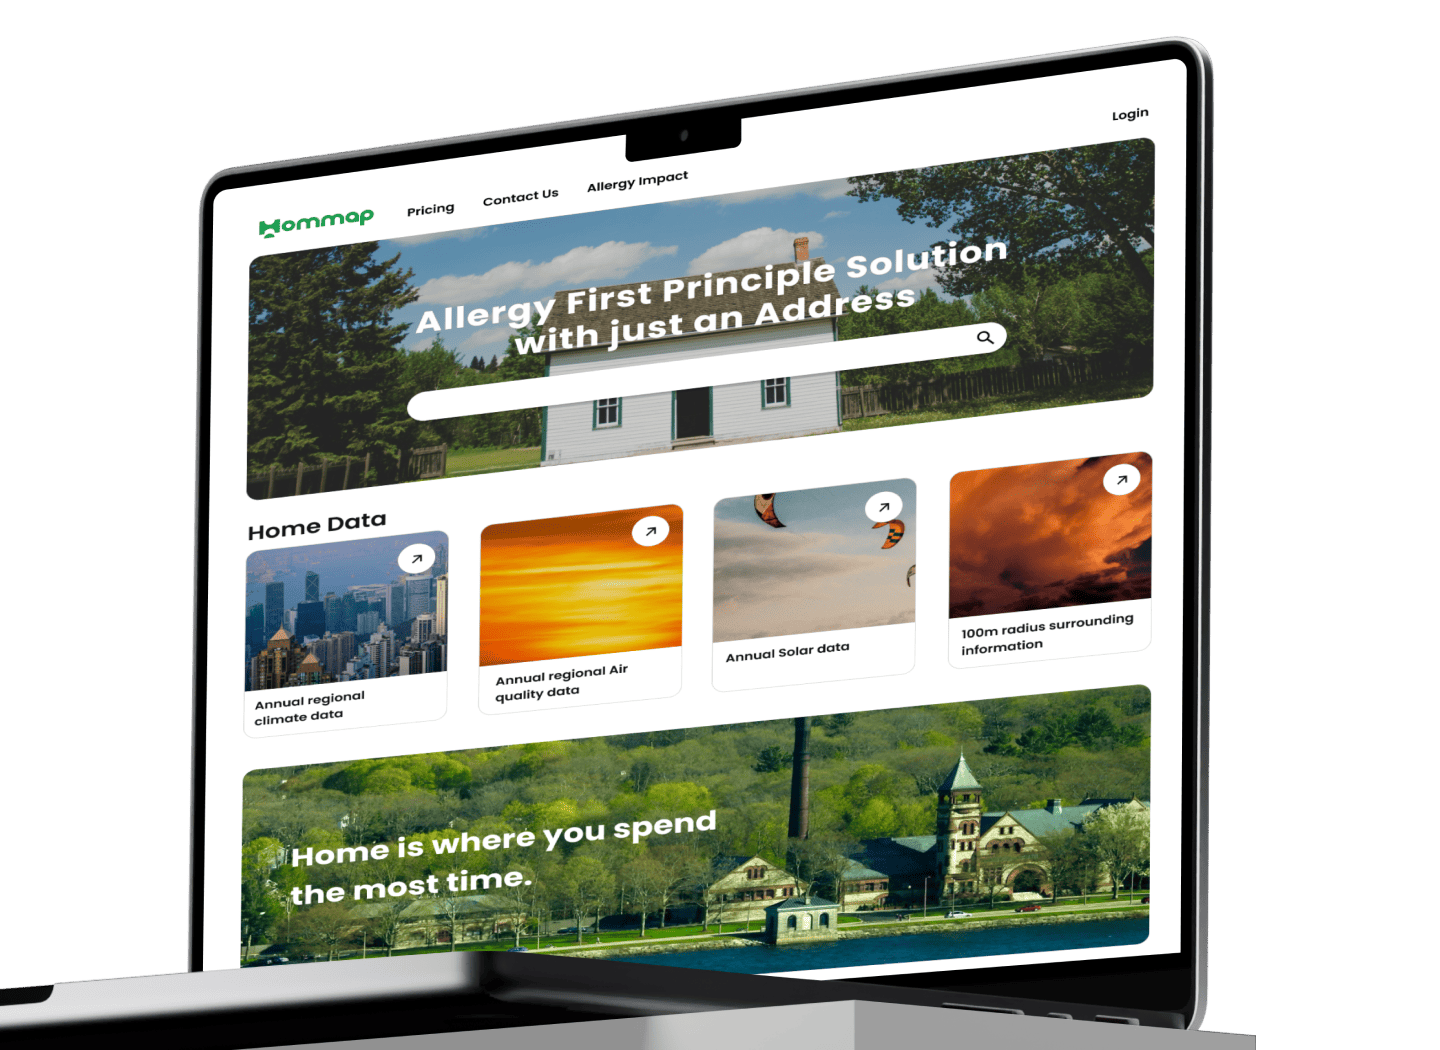 Login
Hommap
Pricing
Contact Us
Allergy Impact
Allergy First Principle Solution
with just an Address
Home Data
Annual regional
climate data
Annual regional Air
quality data
Annual Solar data
100m radius surrounding
information
Home is where you spend
the most time.